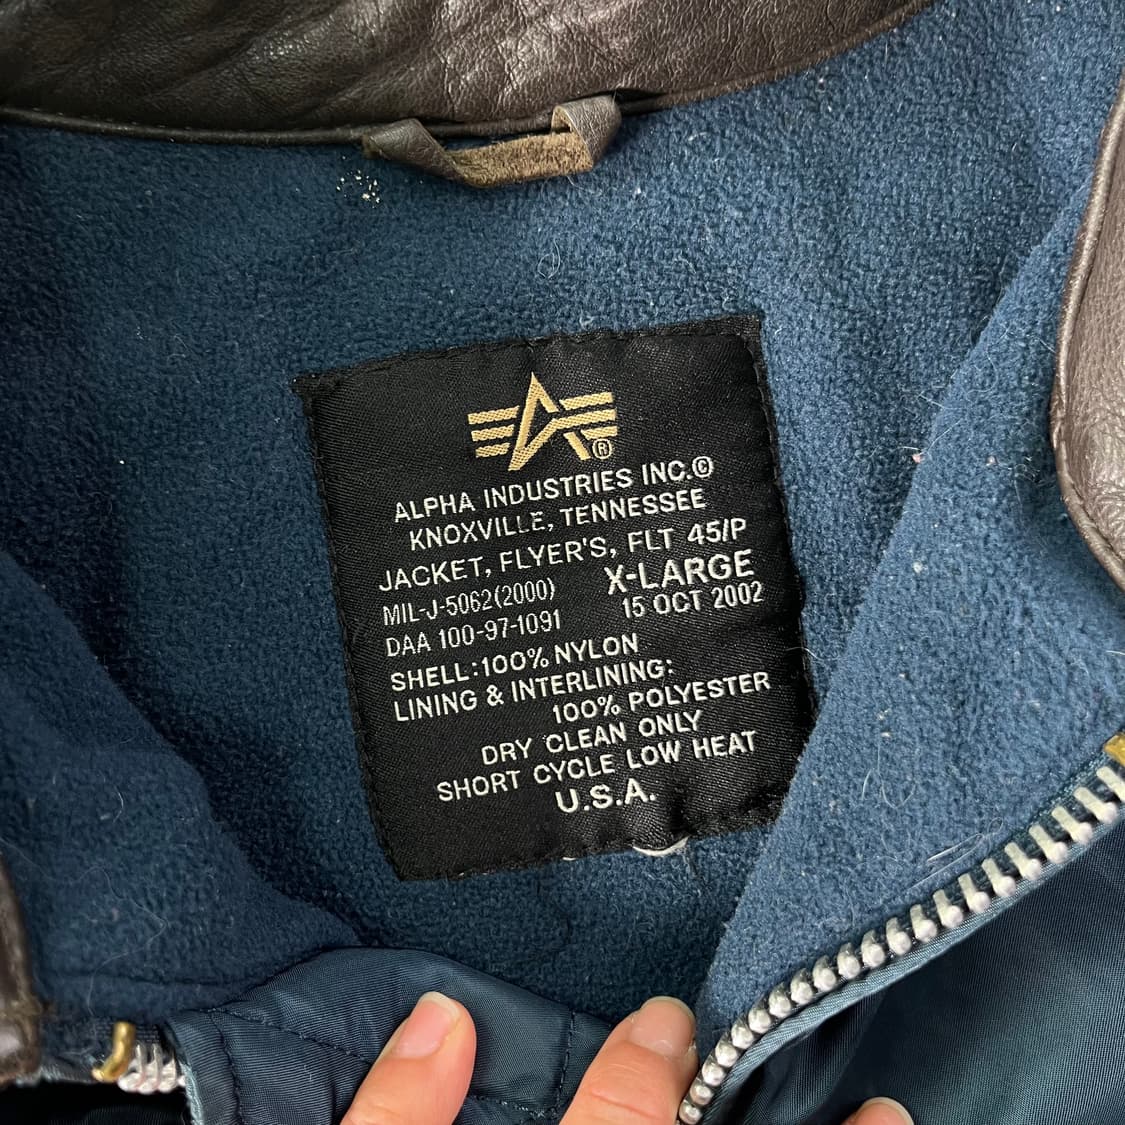 ®
ALPHA INDUSTRIES INC.©
KNOXVILLE, TENNESSEE
JACKET, FLYER'S, FLT 45/P
MIL-J-5062(2000) X-LARGE
DAA 100-97-1091 15 OCT 2002
SHELL:100% NYLON
LINING & INTERLINING:
100% POLYESTER
DRY CLEAN ONLY
SHORT CYCLE LOW HEAT
U.S.A.